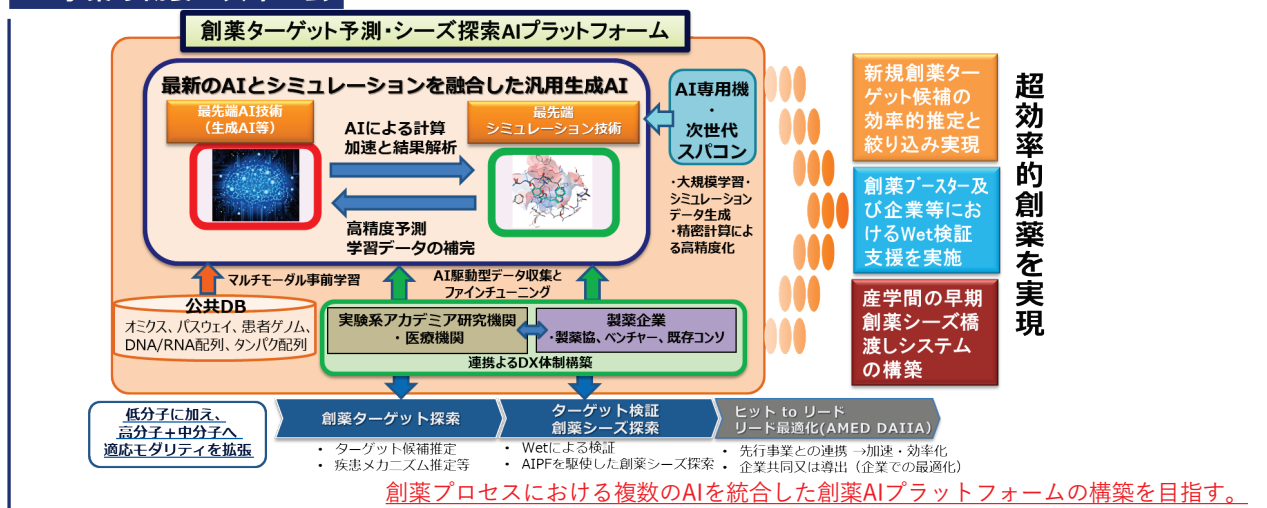 創薬ターゲット予測・シーズ探索AIプラットフォーム
最新のAIとシミュレーションを融合した汎用生成AI
最先端AI技術
（生成AI等）
AIによる計算
加速と結果解析
最先端
シミュレーション技術
高精度予測
学習データの補完
AI専用機
・
次世代
スパコン
・大規模学習・
シミュレーション
データ生成
・精密計算によ
る高精度化
マルチモーダル事前学習
AI駆動型データ収集と
ファインチューニング
公共DB
オミクス、パスウェイ、患者ゲノム、
DNA/RNA配列、タンパク配列
実験系アカデミア研究機関
・医療機関
製薬企業
・製薬協、ベンチャー、既存コンソ
連携よるDX体制構築
新規創薬ター
ゲット候補の
効率的推定と
絞り込み実現
創薬ブースター及
び企業等にお
けるWet検証
支援を実施
産学間の早期
創薬シーズ橋
渡しシステム
の構築
超効率的創薬を実現
低分子に加え、
高分子＋中分子へ
適応モダリティを拡張
創薬ターゲット探索
・ ターゲット候補推定
・ 疾患メカニズム推定等
ターゲット検証
創薬シーズ探索
・ Wetによる検証
・ AIPFを駆使した創薬シーズ探索
ヒット to リード
リード最適化(AMED DAIIA)
・ 先行事業との連携 →加速・効率化
・ 企業共同又は導出（企業での最適化）
創薬プロセスにおける複数のAIを統合した創薬AIプラットフォームの構築を目指す。